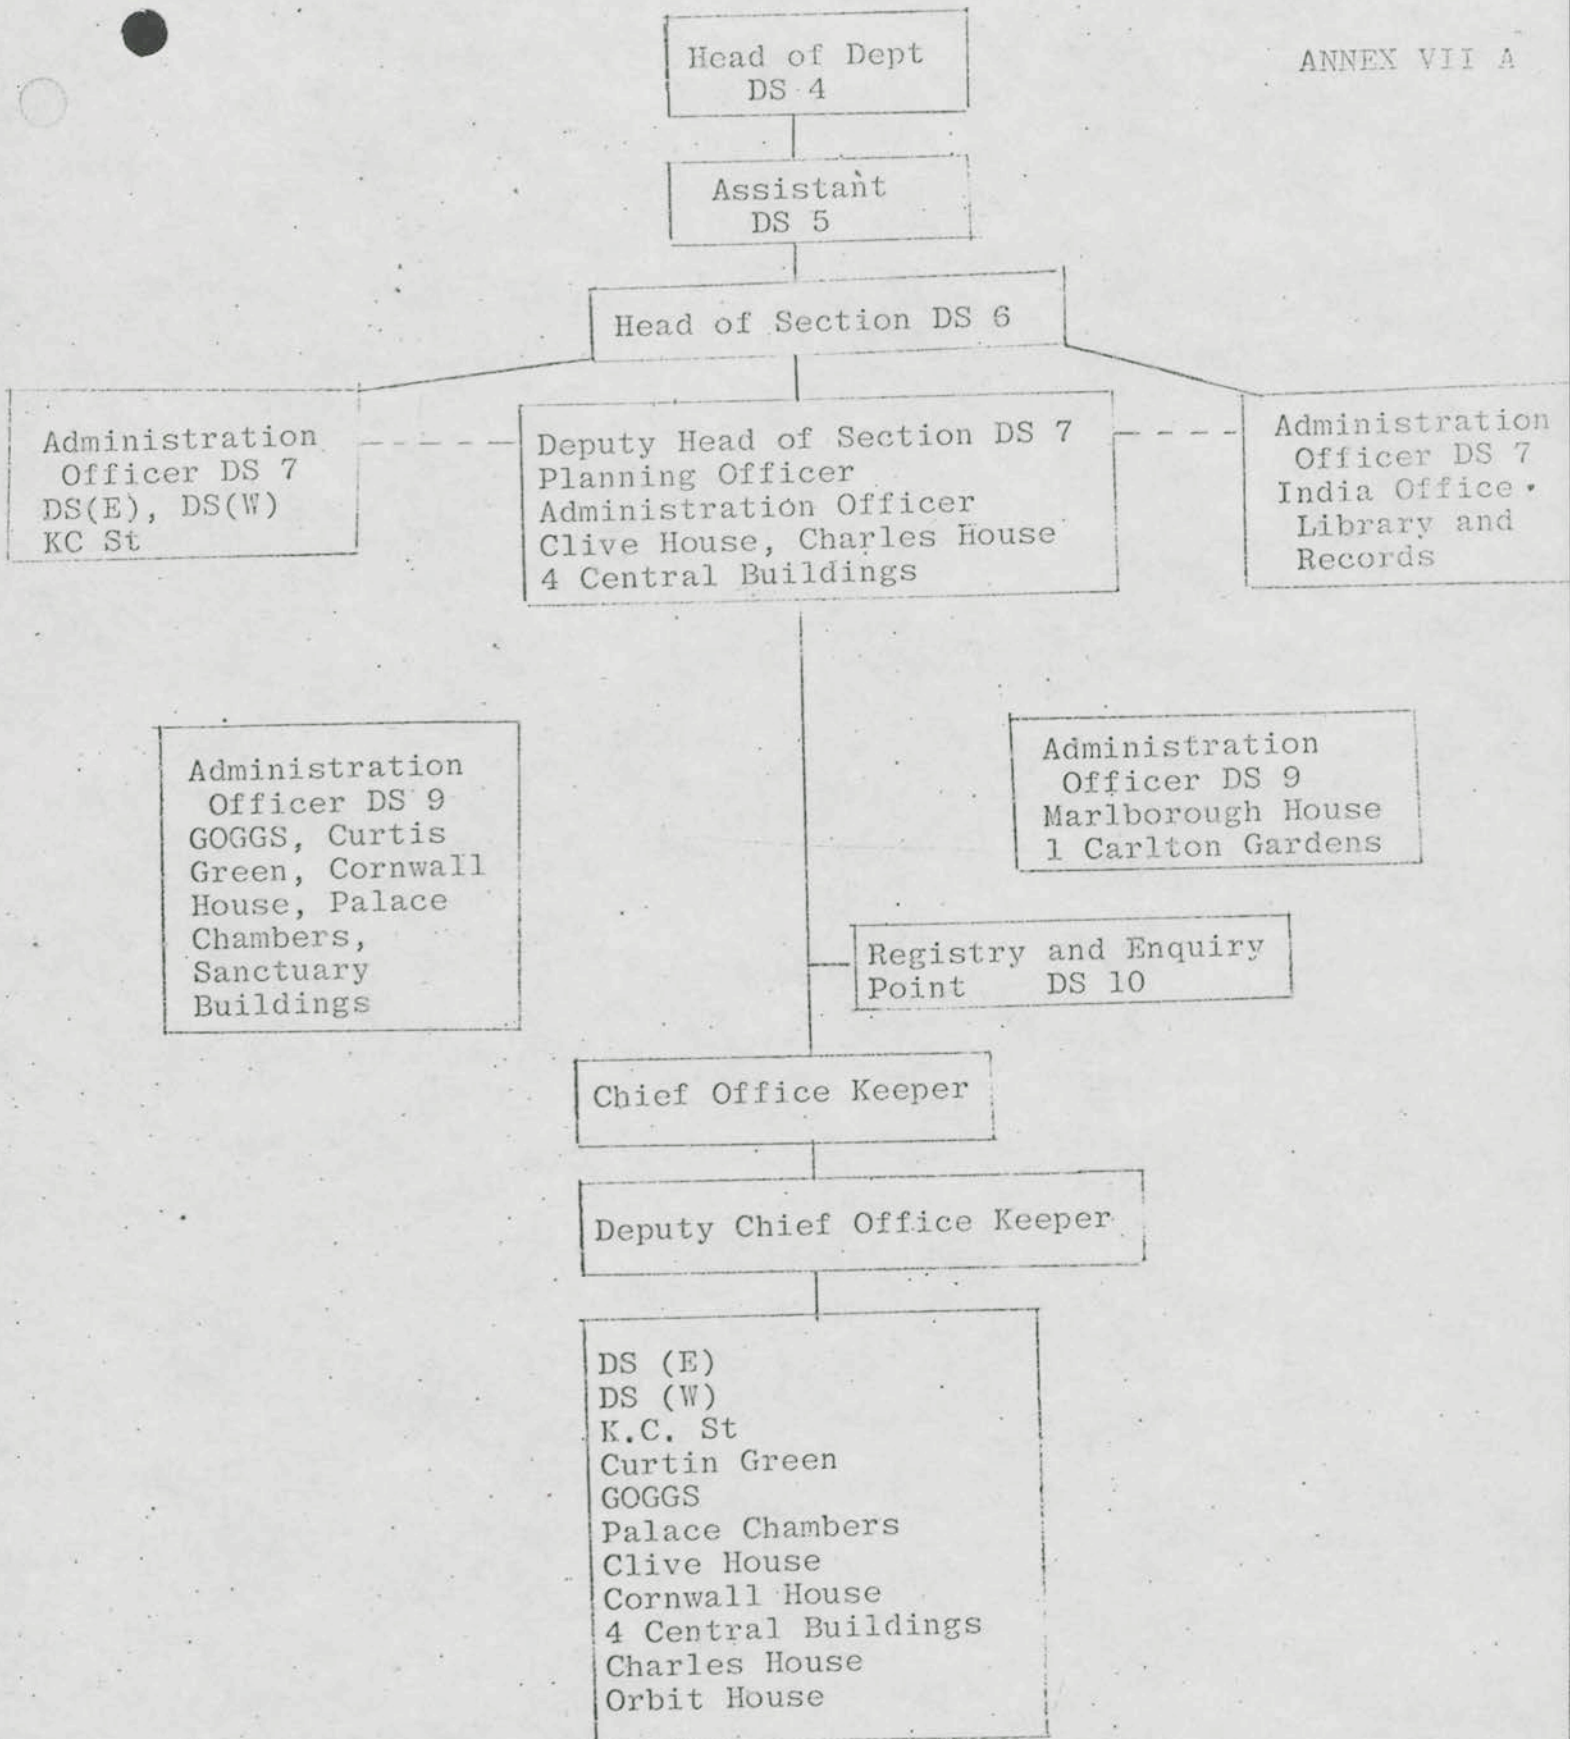 ANNEX VII A
Head of Dept
DS 4
Assistant
DS 5
Head of Section DS 6
Administration
Officer DS 7
DS(E), DS(W)
KC St
Deputy Head of Section DS 7
Planning Officer
Administration Officer
Clive House, Charles House
4 Central Buildings
Administration
Officer DS 7
India Office
Library and
Records
Administration
Officer DS 9
GOGGS, Curtis
Green, Cornwall
House, Palace
Chambers,
Sanctuary
Buildings
Administration
Officer DS 9
Marlborough House
1 Carlton Gardens
Registry and Enquiry
Point DS 10
Chief Office Keeper
Deputy Chief Office Keeper
DS (E)
DS (W)
K.C. St
Curtin Green
GOGGS
Palace Chambers
Clive House
Cornwall House
4 Central Buildings
Charles House
Orbit House